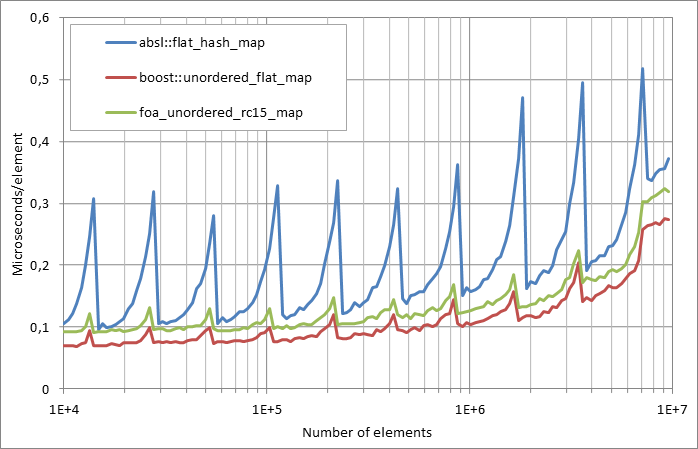 0,6
0,5
0,4
0,3
0,2
0,1
0
Microseconds/element
absl::flat_hash_map
boost::unordered_flat_map
foa_unordered_rc15_map
1E+4
1E+5
1E+6
1E+7
Number of elements